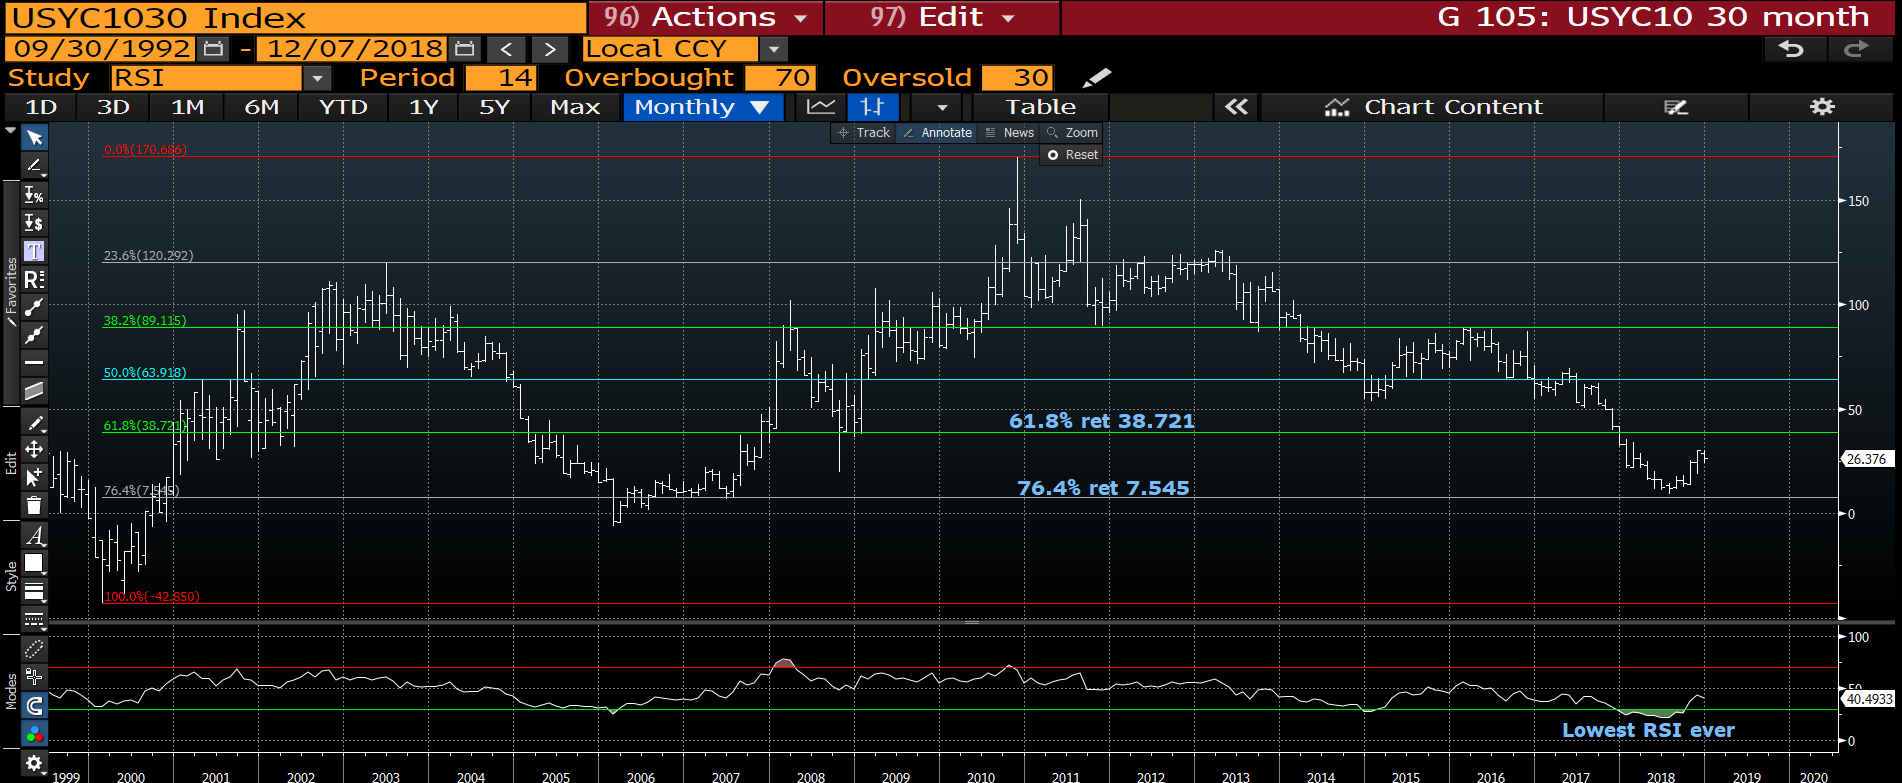 USYC1030 Index 96) Actions 97) Edit G 105: USYC10 30 month
09/30/1992 - 12/07/2018 < > Local CCY
Study RSI Period 14 Overbought 70 Oversold 30
1D 3D 1M 6M YTD 1Y 5Y Max Monthly Table Chart Content
Track Annotate News Zoom
Reset
0.0%(170.686)
150
23.6%(120.292)
100
38.2%(89.115)
50.0%(63.918)
50
61.8% ret 38.721
61.8%(38.721)
26.376
76.4% ret 7.545
76.4%(7.545)
0
100.0%(-42.850)
Favorites
Edit
Style
Modes
% 
$
T
R
A
100
50
40.4933
Lowest RSI ever
0
1999 2000 2001 2002 2003 2004 2005 2006 2007 2008 2009 2010 2011 2012 2013 2014 2015 2016 2017 2018 2019 2020